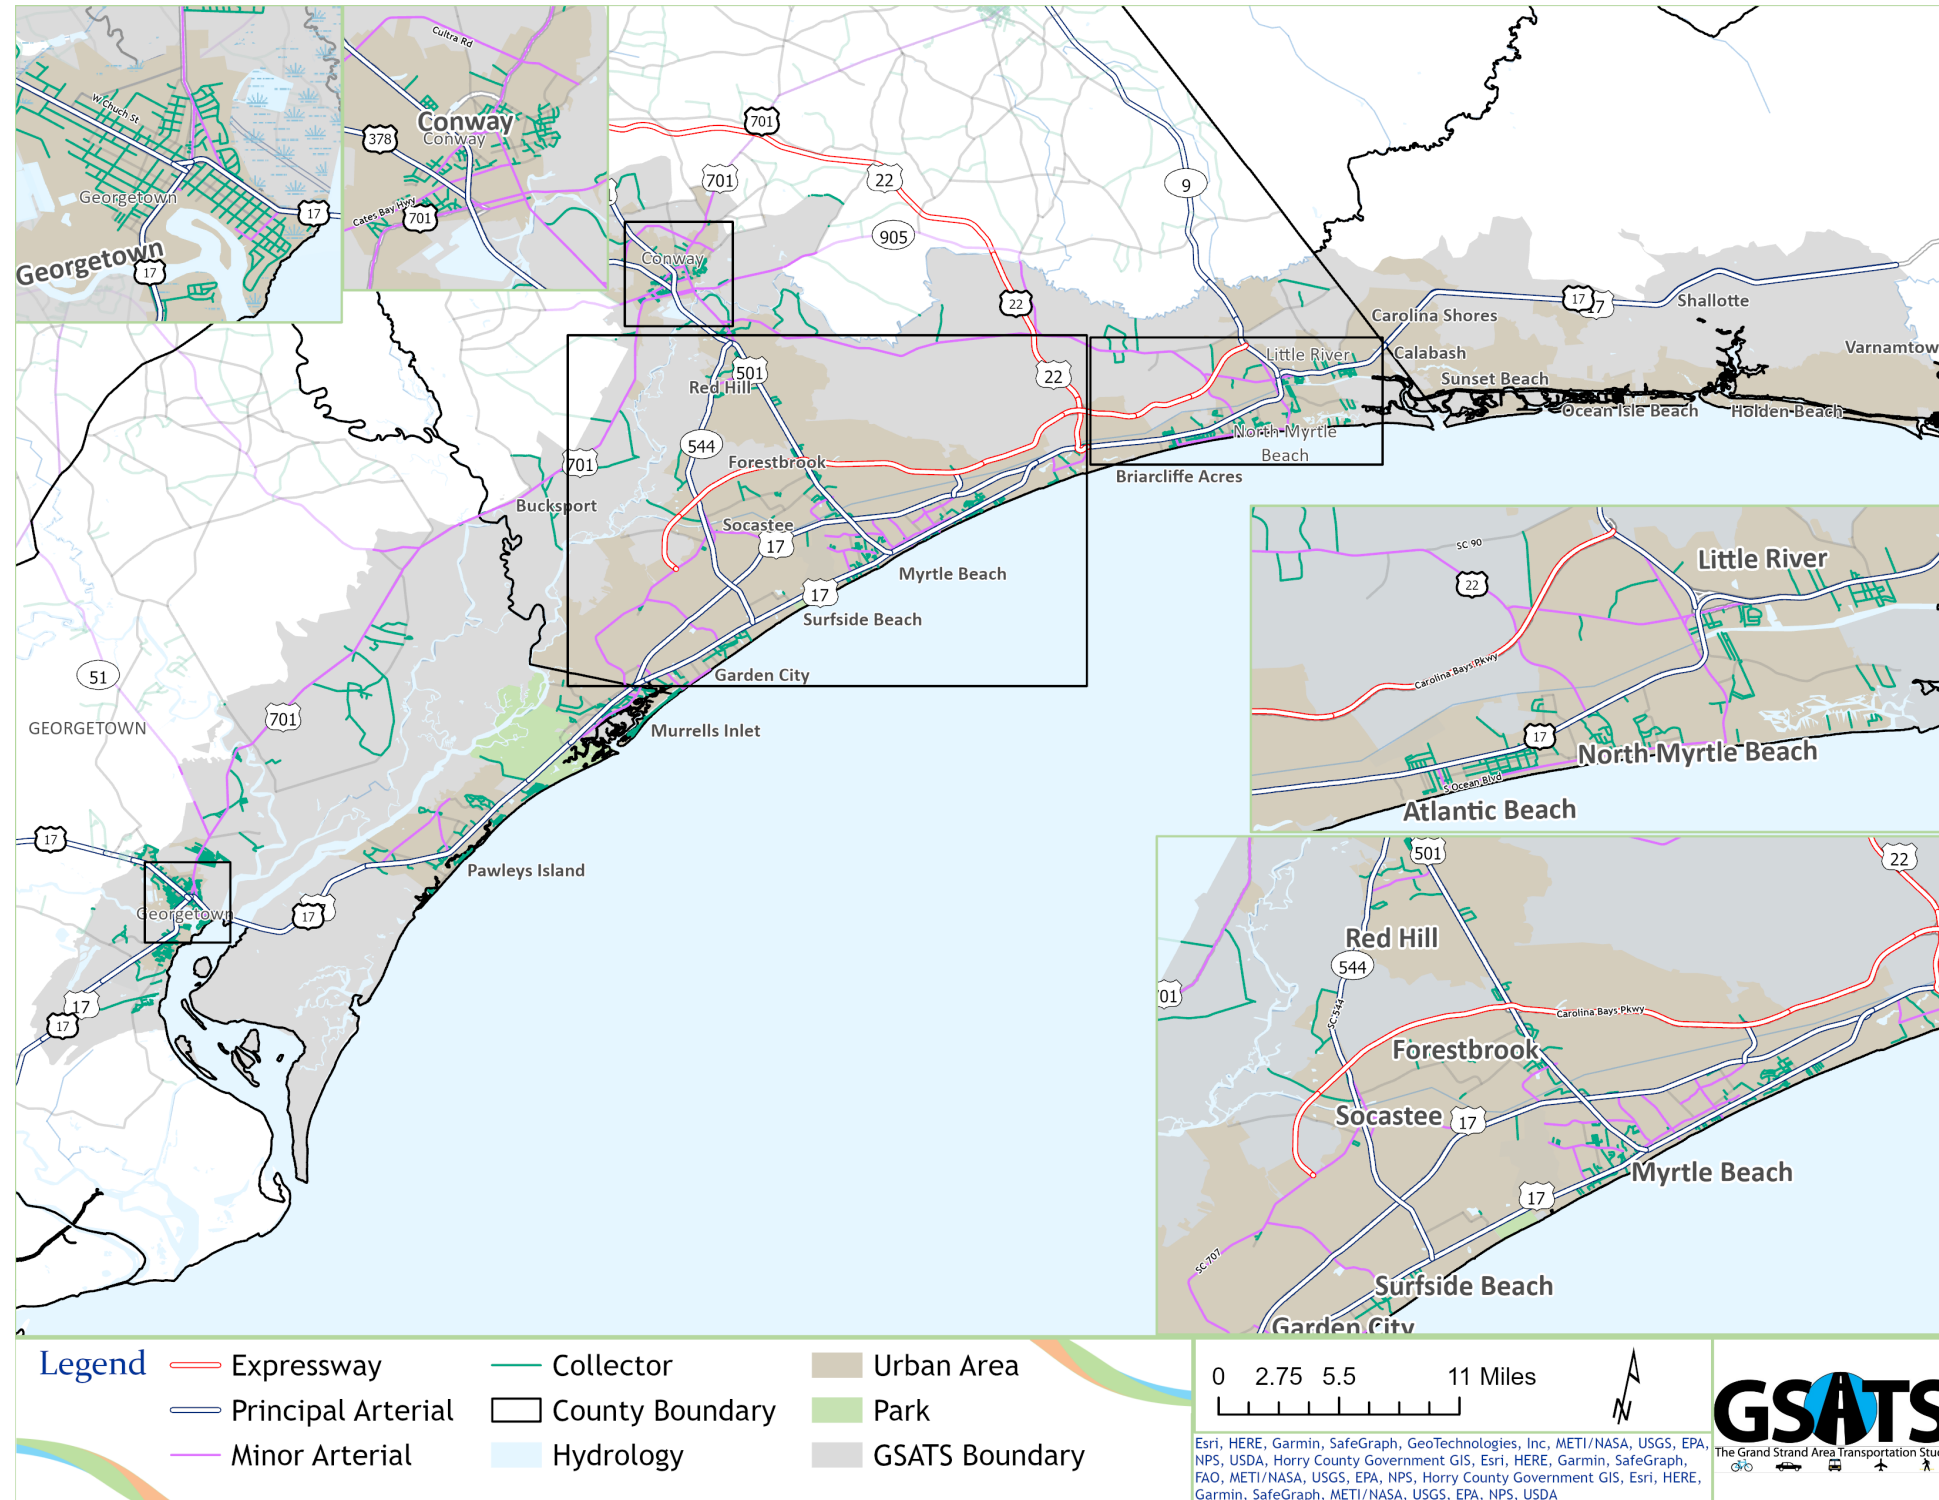 Cultra Rd
W Chuch St
Conway
Conway
378
Cates Bay Hwy
701
Georgetown
17
Georgetown
17
701
701
22
9
905
Conway
22
17
Shallotte
Carolina Shores
Little River
Calabash
Varnamtow
501
22
Red Hill
Sunset Beach
Ocean Isle Beach
Holden Beach
544
North Myrtle
Beach
Forestbrook
701
Briarcliffe Acres
Bucksport
Socastee
17
Myrtle Beach
17
Surfside Beach
51
Garden City
701
GEORGETOWN
Murrells Inlet
17
Pawleys Island
Georgetown
17
17
17
SC 90
Little River
22
Carolina Bays Pkwy
17
North Myrtle Beach
S Ocean Blvd
Atlantic Beach
501
22
Red Hill
544
01
SC 544
Carolina Bays Pkwy
Forestbrook
Socastee
17
Myrtle Beach
17
SC 707
Surfside Beach
Garden City
Legend
Expressway
Principal Arterial
Minor Arterial
Collector
County Boundary
Hydrology
Urban Area
Park
GSATS Boundary
0 2.75 5.5 11 Miles
N
Esri, HERE, Garmin, SafeGraph, GeoTechnologies, Inc, METI/NASA, USGS, EPA,
NPS, USDA, Horry County Government GIS, Esri, HERE, Garmin, SafeGraph,
FAO, METI/NASA, USGS, EPA, NPS, Horry County Government GIS, Esri, HERE,
Garmin, SafeGraph, METI/NASA, USGS, EPA, NPS, USDA
GSATS
The Grand Strand Area Transportation Stu